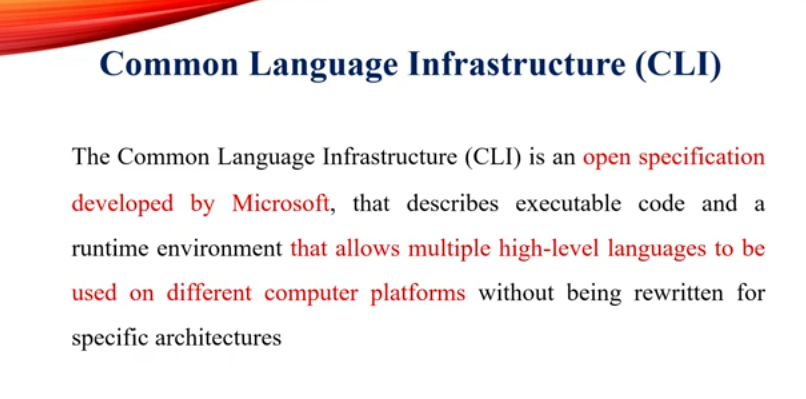 Common Language Infrastructure (CLI)
The Common Language Infrastructure (CLI) is an open specification
developed by Microsoft, that describes executable code and a
runtime environment that allows multiple high-level languages to be
used on different computer platforms without being rewritten for
specific architectures